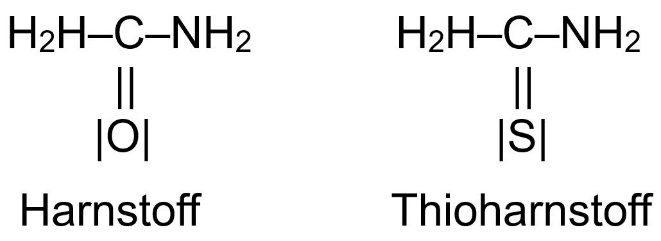 H₂H–C–NH₂ H₂H–C–NH₂
|| ||
|O| |S|
Harnstoff Thioharnstoff